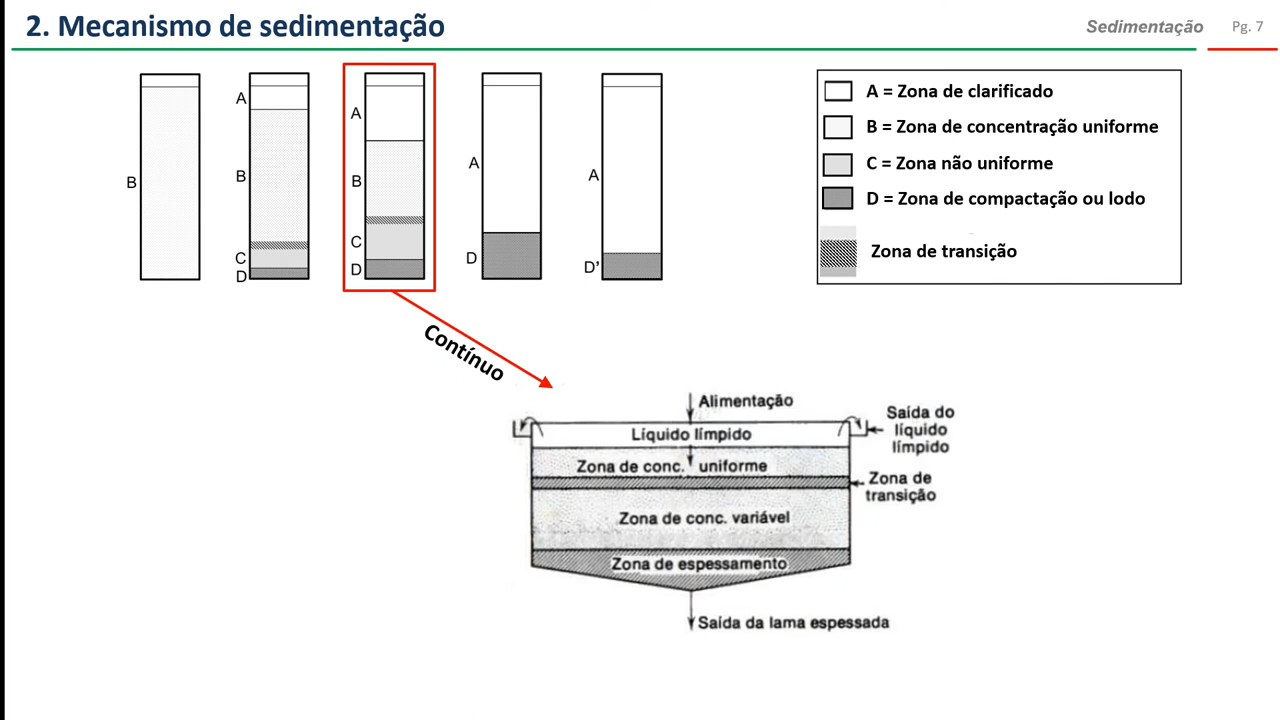 2. Mecanismo de sedimentação
Sedimentação
Pg. 7
B
A
B
C
D
A
B
C
D
A
D
A
D'
A = Zona de clarificado
B = Zona de concentração uniforme
C = Zona não uniforme
D = Zona de compactação ou lodo
Zona de transição
Contínuo
Alimentação
Líquido límpido
Saída do
líquido
límpido
Zona de conc. uniforme
Zona de
transição
Zona de conc. variável
Zona de espessamento
Saída da lama espessada